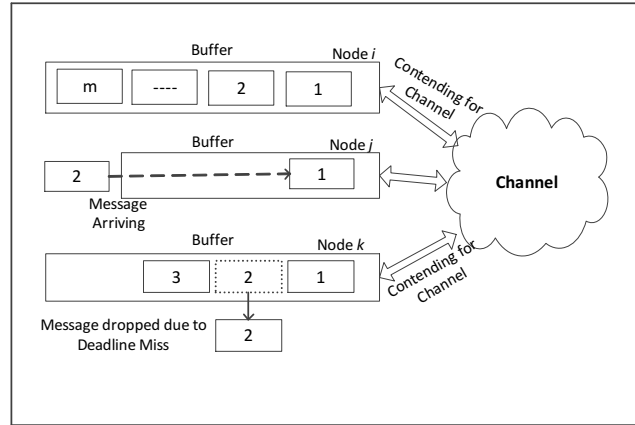 Buffer
Node i
m
----
2
1
Contending for
Channel
Buffer
Node j
2
1
Message
Arriving
Channel
Buffer
Node k
3
2
1
Contending for
Channel
Message dropped due to
Deadline Miss
2